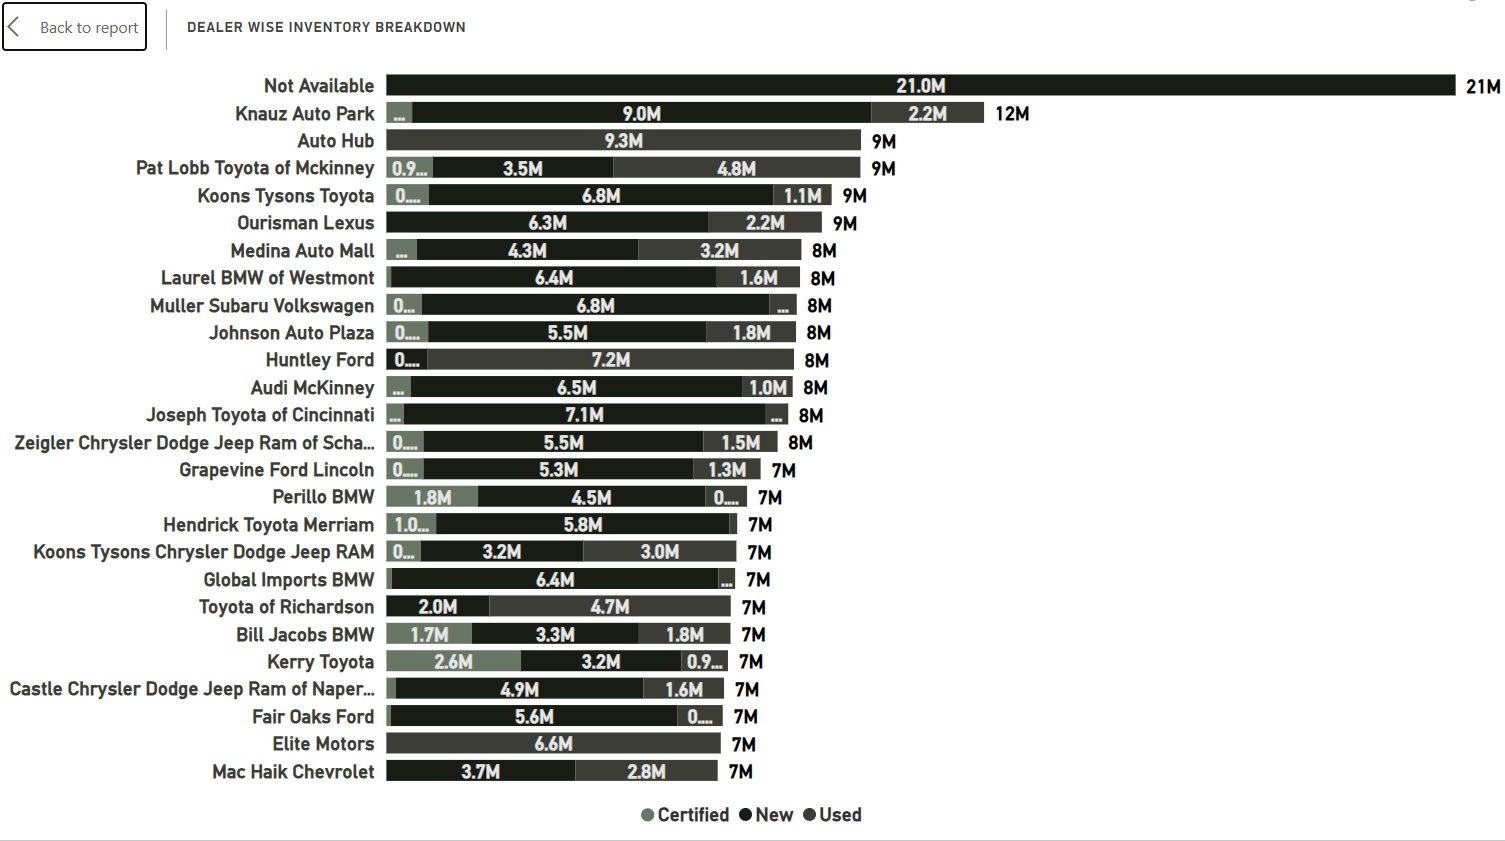 Back to report
DEALER WISE INVENTORY BREAKDOWN
Not Available 21.0M 21M
Knauz Auto Park ... 9.0M 2.2M 12M
Auto Hub 9.3M 9M
Pat Lobb Toyota of Mckinney 0.9... 3.5M 4.8M 9M
Koons Tysons Toyota 0.... 6.8M 1.1M 9M
Ourisman Lexus 6.3M 2.2M 9M
Medina Auto Mall ... 4.3M 3.2M 8M
Laurel BMW of Westmont 6.4M 1.6M 8M
Muller Subaru Volkswagen 0... 6.8M ... 8M
Johnson Auto Plaza 0.... 5.5M 1.8M 8M
Huntley Ford 0.... 7.2M 8M
Audi McKinney ... 6.5M 1.0M 8M
Joseph Toyota of Cincinnati ... 7.1M ... 8M
Zeigler Chrysler Dodge Jeep Ram of Scha... 0.... 5.5M 1.5M 8M
Grapevine Ford Lincoln 0.... 5.3M 1.3M 7M
Perillo BMW 1.8M 4.5M 0.... 7M
Hendrick Toyota Merriam 1.0... 5.8M 7M
Koons Tysons Chrysler Dodge Jeep RAM 0... 3.2M 3.0M 7M
Global Imports BMW 6.4M ... 7M
Toyota of Richardson 2.0M 4.7M 7M
Bill Jacobs BMW 1.7M 3.3M 1.8M 7M
Kerry Toyota 2.6M 3.2M 0.9... 7M
Castle Chrysler Dodge Jeep Ram of Naper... 4.9M 1.6M 7M
Fair Oaks Ford 5.6M 0.... 7M
Elite Motors 6.6M 7M
Mac Haik Chevrolet 3.7M 2.8M 7M
Certified New Used